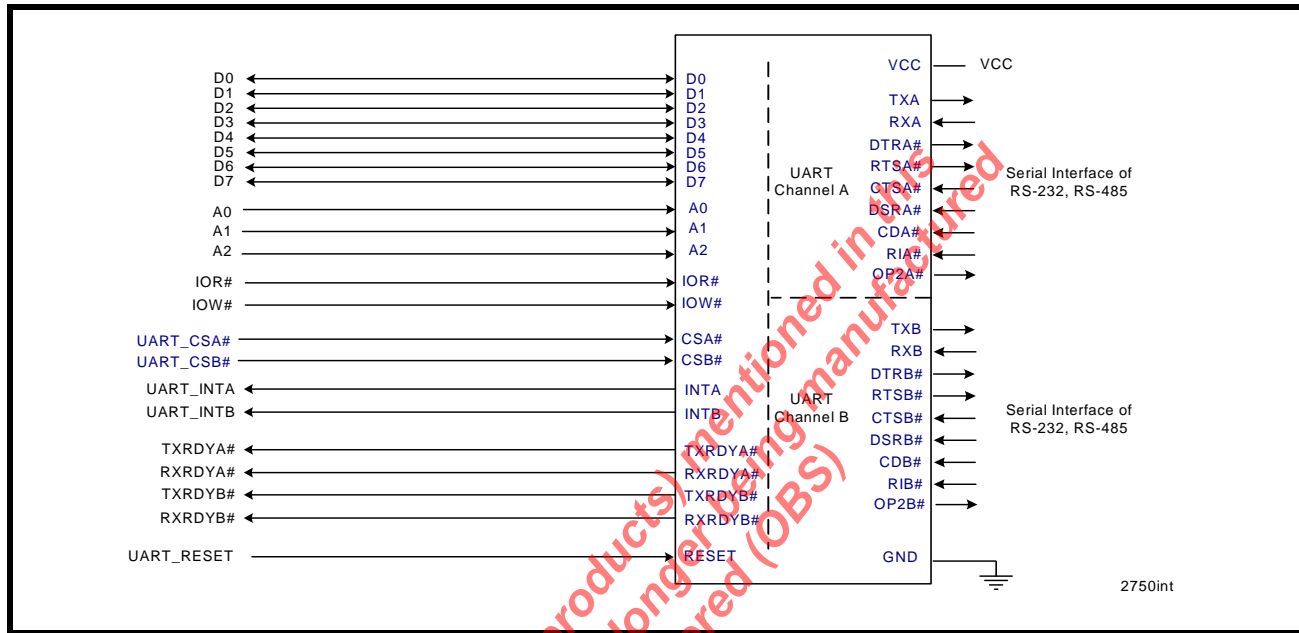 D0
D1
D2
D3
D4
D5
D6
D7
A0
A1
A2
IOR#
IOW#
UART_CSA#
UART_CSB#
UART_INTA
UART_INTB
TXRDYA#
RXRDYA#
TXRDYB#
RXRDYB#
UART_RESET
D0
D1
D2
D3
D4
D5
D6
D7
A0
A1
A2
IOR#
IOW#
CSA#
CSB#
INTA
INTB
TXRDYA#
RXRDYA#
TXRDYB#
RXRDYB#
RESET
UART
Channel A
UART
Channel B
VCC
TXA
RXA
DTRA#
RTSA#
CTSA#
DSRA#
CDA#
RIA#
OP2A#
TXB
RXB
DTRB#
RTSB#
CTSB#
DSRB#
CDB#
RIB#
OP2B#
GND
VCC
Serial Interface of
RS-232, RS-485
Serial Interface of
RS-232, RS-485
2750int
products) mentioned in this
longer being manufactured
(OBS)